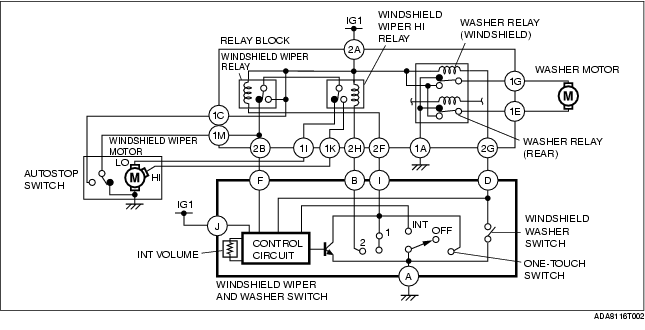 IG1
WINDSHIELD
WIPER HI
RELAY
RELAY BLOCK
WASHER RELAY
(WINDSHIELD)
2A
WINDSHIELD WIPER
RELAY
1G
WASHER MOTOR
M
1C
1E
1M
WINDSHIELD WIPER
MOTOR
2B
1I
1K
2H
2F
1A
2G
WASHER RELAY
(REAR)
LO
M
HI
AUTOSTOP
SWITCH
F
B
I
D
IG1
J
INT
OFF
1
2
WINDSHIELD
WASHER
SWITCH
INT VOLUME
CONTROL
CIRCUIT
ONE-TOUCH
SWITCH
A
WINDSHIELD WIPER
AND WASHER SWITCH
ADA8116T002